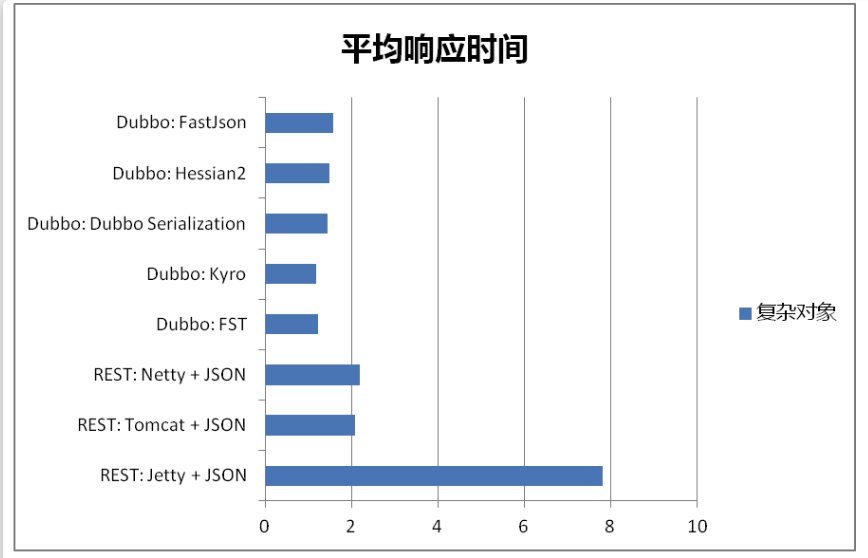 平均响应时间
Dubbo: FastJson
Dubbo: Hessian2
Dubbo: Dubbo Serialization
Dubbo: Kyro
Dubbo: FST
REST: Netty + JSON
REST: Tomcat + JSON
REST: Jetty + JSON
0 2 4 6 8 10
复杂对象